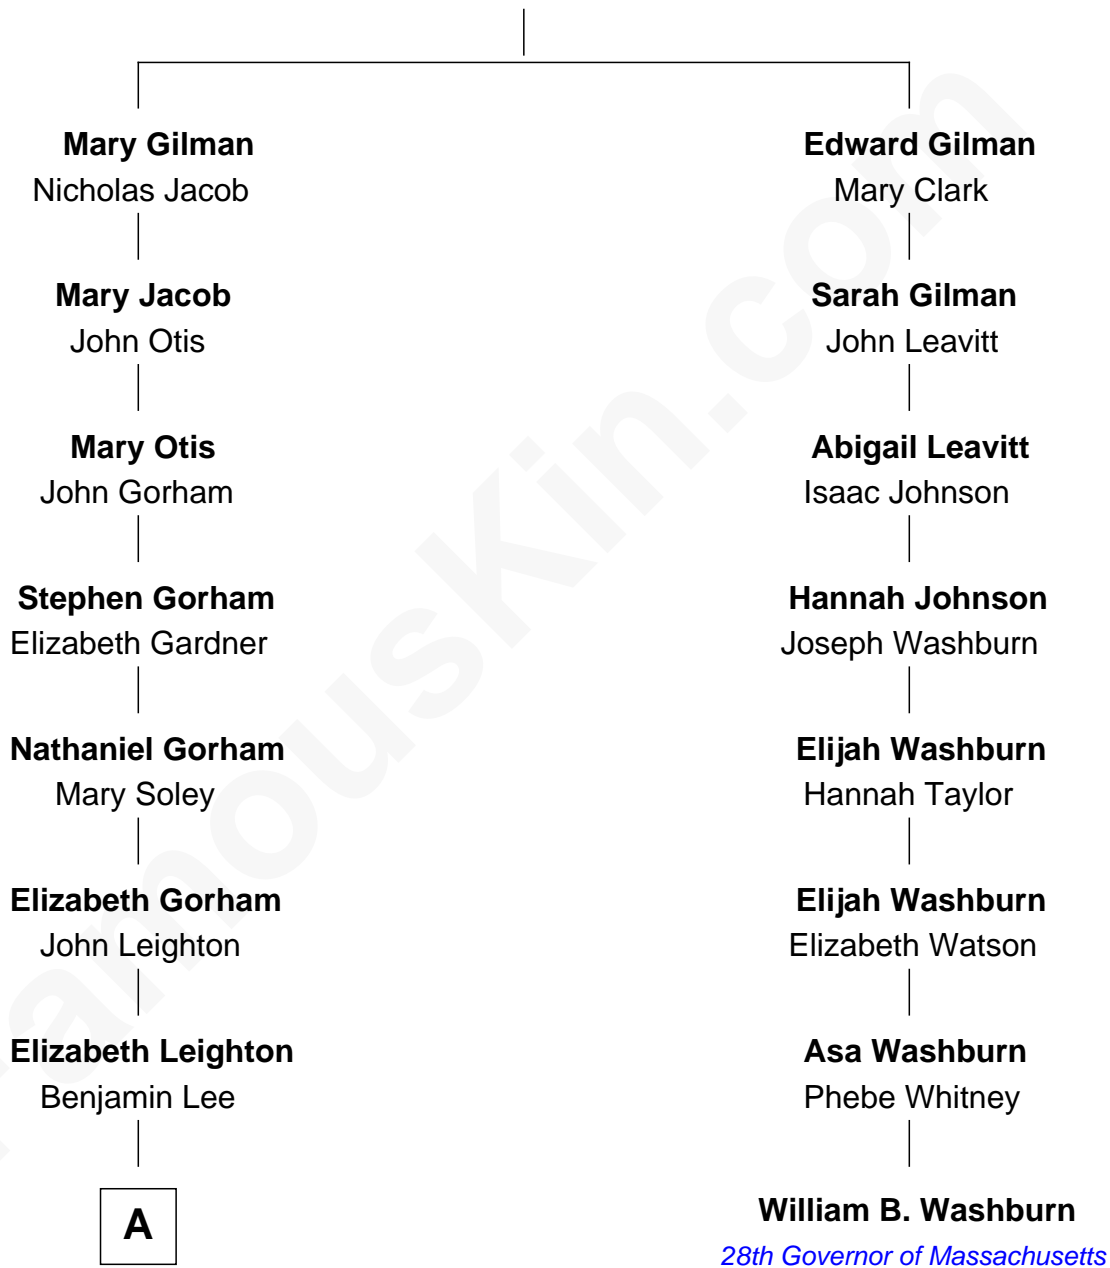 Mary Gilman
Nicholas Jacob
Mary Jacob
John Otis
Mary Otis
John Gorham
Stephen Gorham
Elizabeth Gardner
Nathaniel Gorham
Mary Soley
Elizabeth Gorham
John Leighton
Elizabeth Leighton
Benjamin Lee
A
Edward Gilman
Mary Clark
Sarah Gilman
John Leavitt
Abigail Leavitt
Isaac Johnson
Hannah Johnson
Joseph Washburn
Elijah Washburn
Hannah Taylor
Elijah Washburn
Elizabeth Watson
Asa Washburn
Phebe Whitney
William B. Washburn
28th Governor of Massachusetts
FamousKin.com